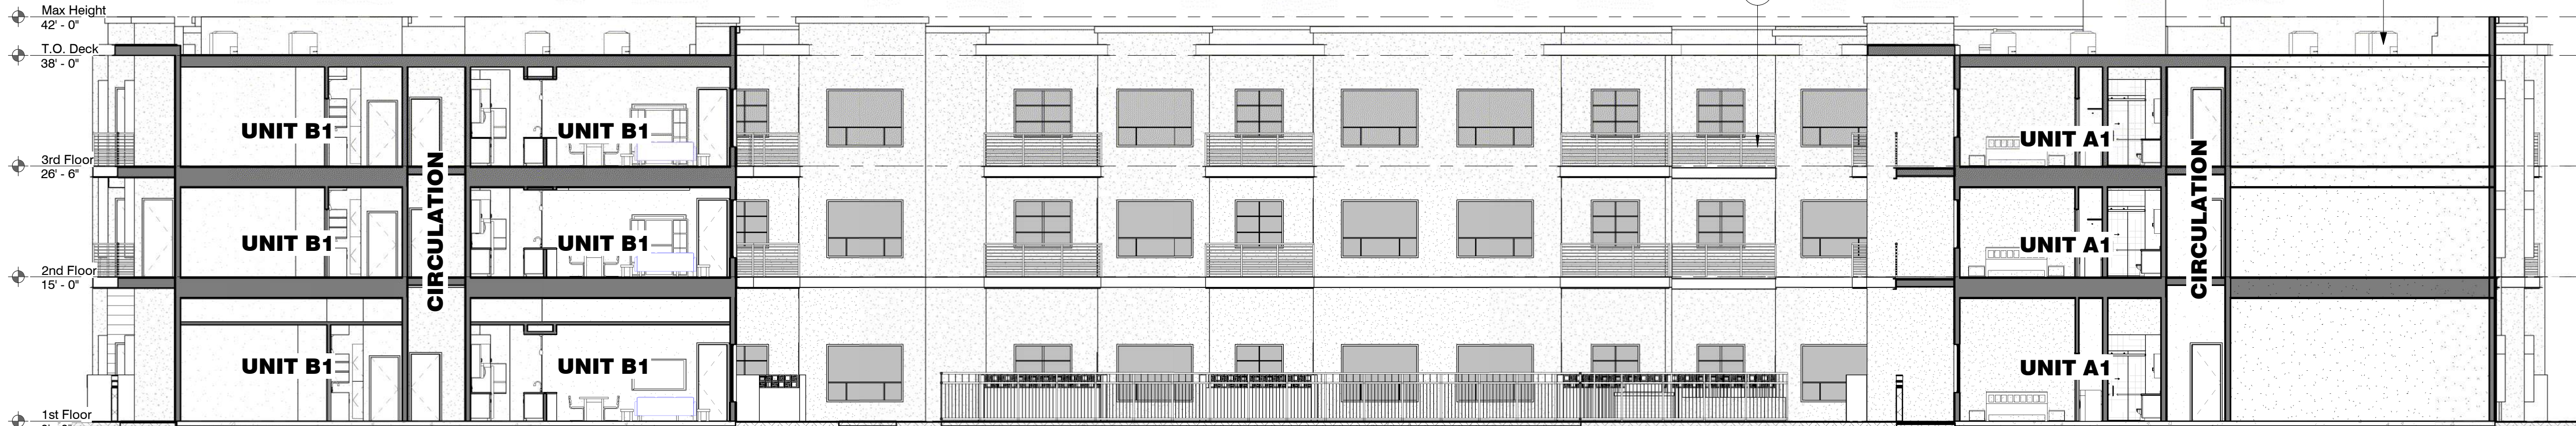 Max Height
42' - 0"
T.O. Deck
38' - 0"
3rd Floor
26' - 6"
2nd Floor
15' - 0"
1st Floor
UNIT B1
UNIT B1
UNIT A1
UNIT B1
UNIT B1
UNIT A1
UNIT B1
UNIT B1
UNIT A1
CIRCULATION
CIRCULATION